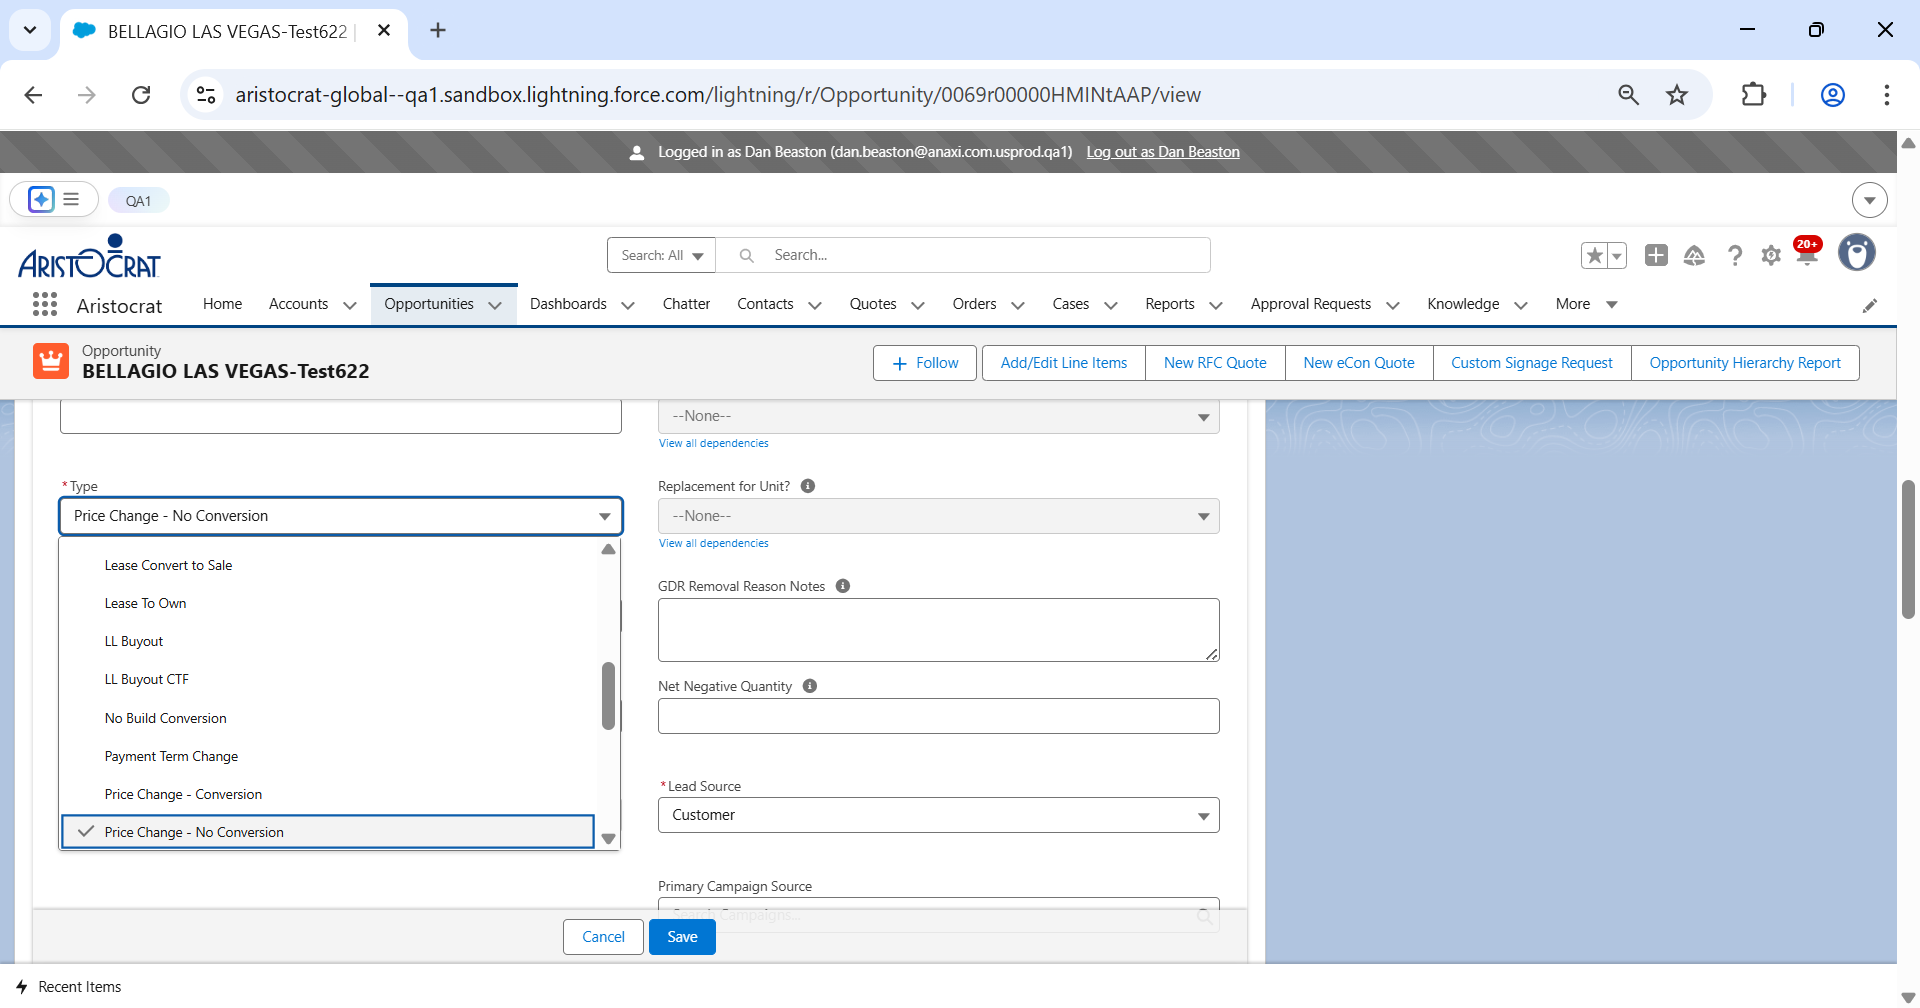 BELLAGIO LAS VEGAS-Test622
aristocrat-global--qa1.sandbox.lightning.force.com/lightning/r/Opportunity/0069r00000HMINtAAP/view
Logged in as Dan Beaston (dan.beaston@anaxi.com.usprod.qa1) Log out as Dan Beaston
QA1
ARISTOCRAT
Search: All
Search...
20+
Aristocrat
Home Accounts Opportunities Dashboards Chatter Contacts Quotes Orders Cases Reports Approval Requests Knowledge More
Opportunity
BELLAGIO LAS VEGAS-Test622
Follow Add/Edit Line Items New RFC Quote New eCon Quote Custom Signage Request Opportunity Hierarchy Report
--None--
View all dependencies
*Type
Price Change - No Conversion
Lease Convert to Sale
Lease To Own
LL Buyout
LL Buyout CTF
No Build Conversion
Payment Term Change
Price Change - Conversion
Price Change - No Conversion
Replacement for Unit?
--None--
View all dependencies
GDR Removal Reason Notes
Net Negative Quantity
*Lead Source
Customer
Primary Campaign Source
Search Campaigns...
Cancel Save
Recent Items